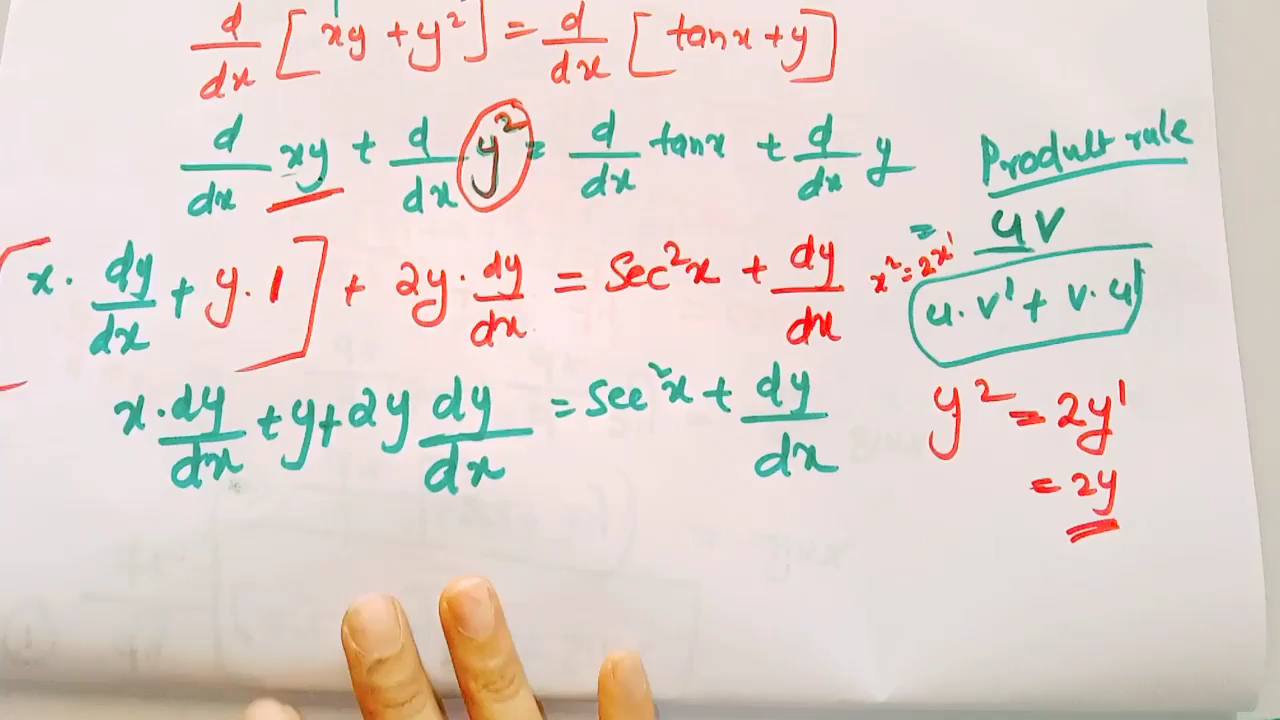 d/dx [ xy + y² ] = d/dx [ tanx + y ]
d/dx xy + d/dx y² = d/dx tanx + d/dx y
x · dy/dx + y · 1 ] + 2y · dy/dx = Sec²x + dy/dx
x · dy/dx + y + 2y dy/dx = Sec²x + dy/dx
Product rule
= uv
x² = 2x¹
u · v' + v · u'
y² = 2y¹
= 2y